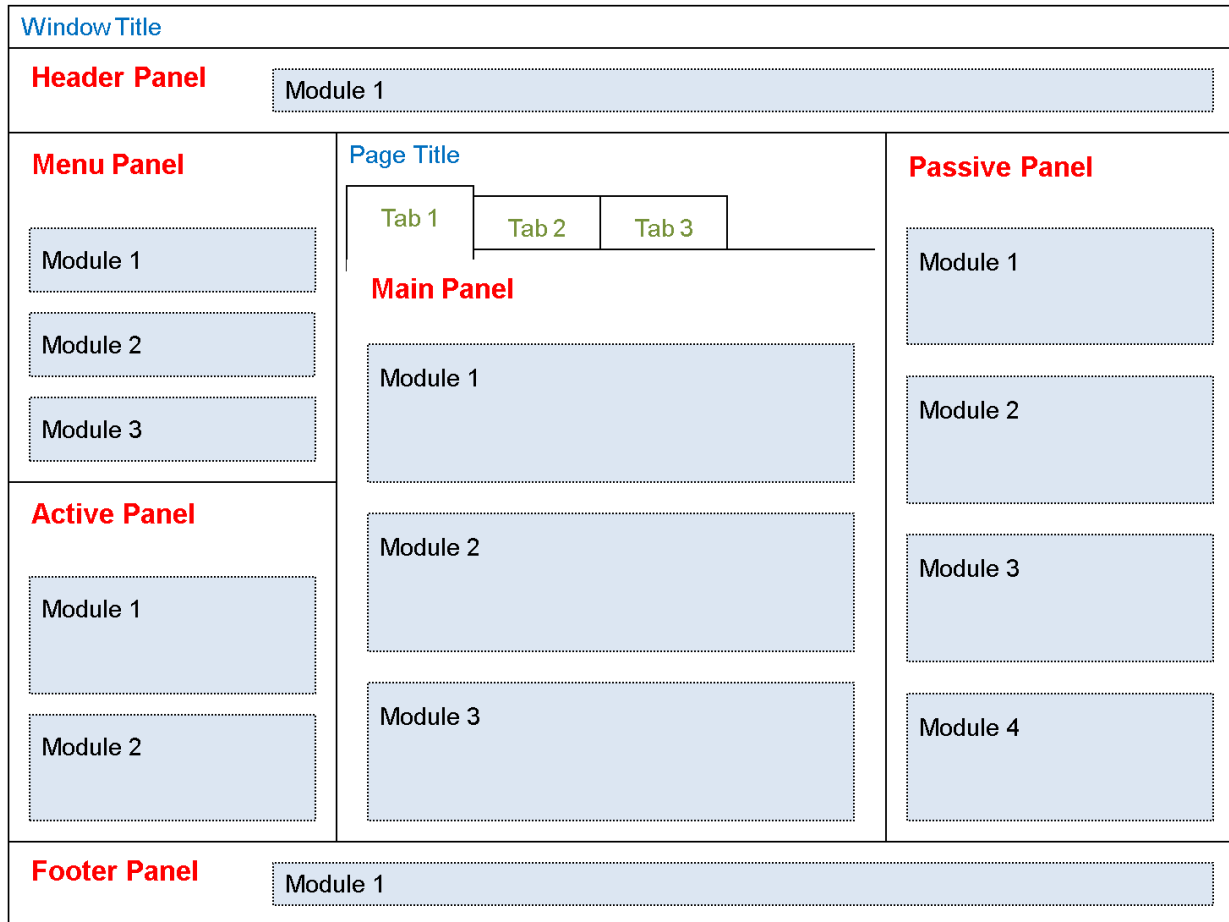 Window Title
Header Panel
Module 1
Menu Panel
Module 1
Module 2
Module 3
Active Panel
Module 1
Module 2
Page Title
Tab 1
Tab 2
Tab 3
Main Panel
Module 1
Module 2
Module 3
Passive Panel
Module 1
Module 2
Module 3
Module 4
Footer Panel
Module 1